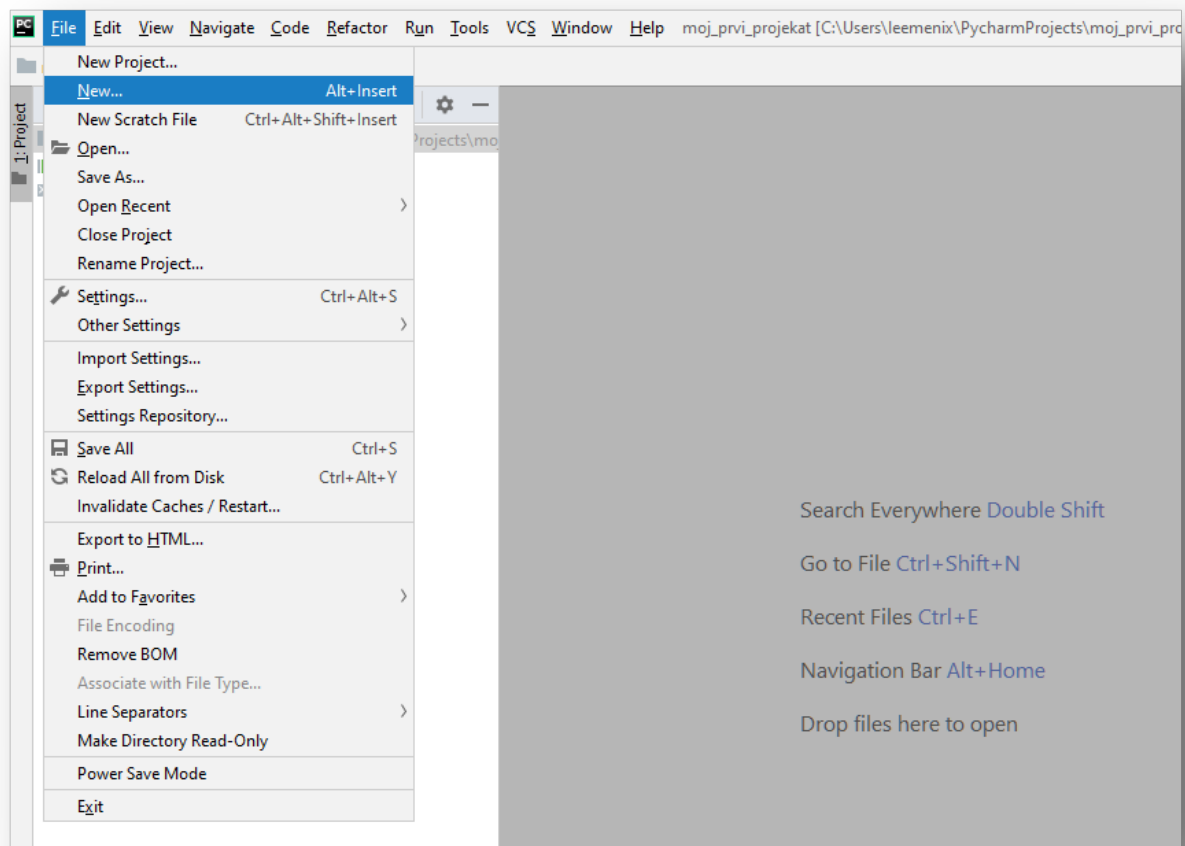 PC File Edit View Navigate Code Refactor Run Tools VCS Window Help moj_prvi_projekat [C:\Users\leemenix\PycharmProjects\moj_prvi_pro
New Project...
New... Alt+Insert
New Scratch File Ctrl+Alt+Shift+Insert
1: Project
Projects\mo
Open...
Save As...
Open Recent
Close Project
Rename Project...
Settings... Ctrl+Alt+S
Other Settings
Import Settings...
Export Settings...
Settings Repository...
Save All Ctrl+S
Reload All from Disk Ctrl+Alt+Y
Invalidate Caches / Restart...
Export to HTML...
Print...
Add to Favorites
File Encoding
Remove BOM
Associate with File Type...
Line Separators
Make Directory Read-Only
Power Save Mode
Exit
Search Everywhere Double Shift
Go to File Ctrl+Shift+N
Recent Files Ctrl+E
Navigation Bar Alt+Home
Drop files here to open